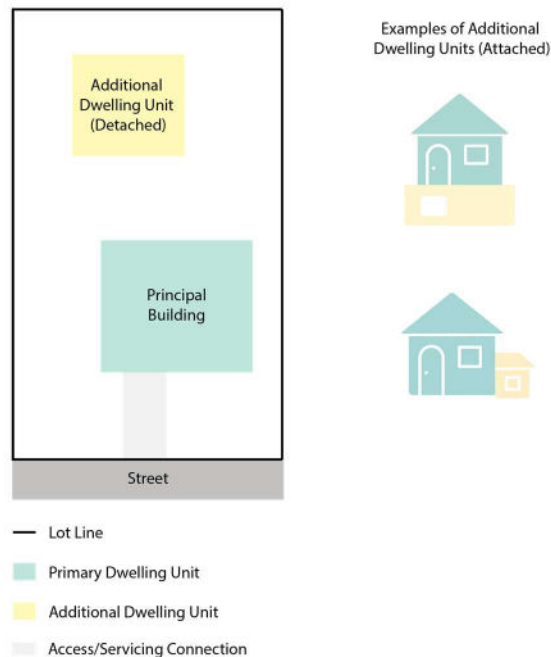 Examples of Additional
Dwelling Units (Attached)
Additional
Dwelling Unit
(Detached)
Principal
Building
Street
Lot Line
Primary Dwelling Unit
Additional Dwelling Unit
Access/Servicing Connection